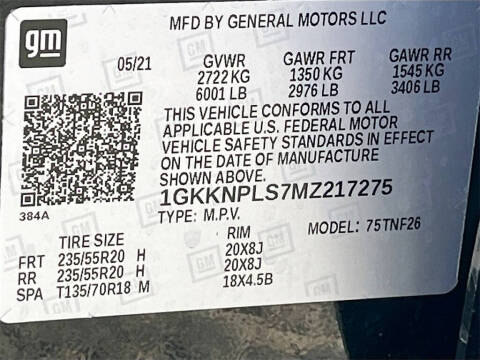 MFD BY GENERAL MOTORS LLC
gm
05/21 GVWR GAWR FRT GAWR RR
2722 KG 1350 KG 1545 KG
6001 LB 2976 LB 3406 LB
THIS VEHICLE CONFORMS TO ALL
APPLICABLE U.S. FEDERAL MOTOR
VEHICLE SAFETY STANDARDS IN EFFECT
ON THE DATE OF MANUFACTURE
SHOWN ABOVE.
384A
1GKKNPLS7MZ217275
TYPE: M.P.V. MODEL: 75TNF26
TIRE SIZE RIM
FRT 235/55R20 H 20X8J
RR 235/55R20 H 20X8J
SPA T135/70R18 M 18X4.5B